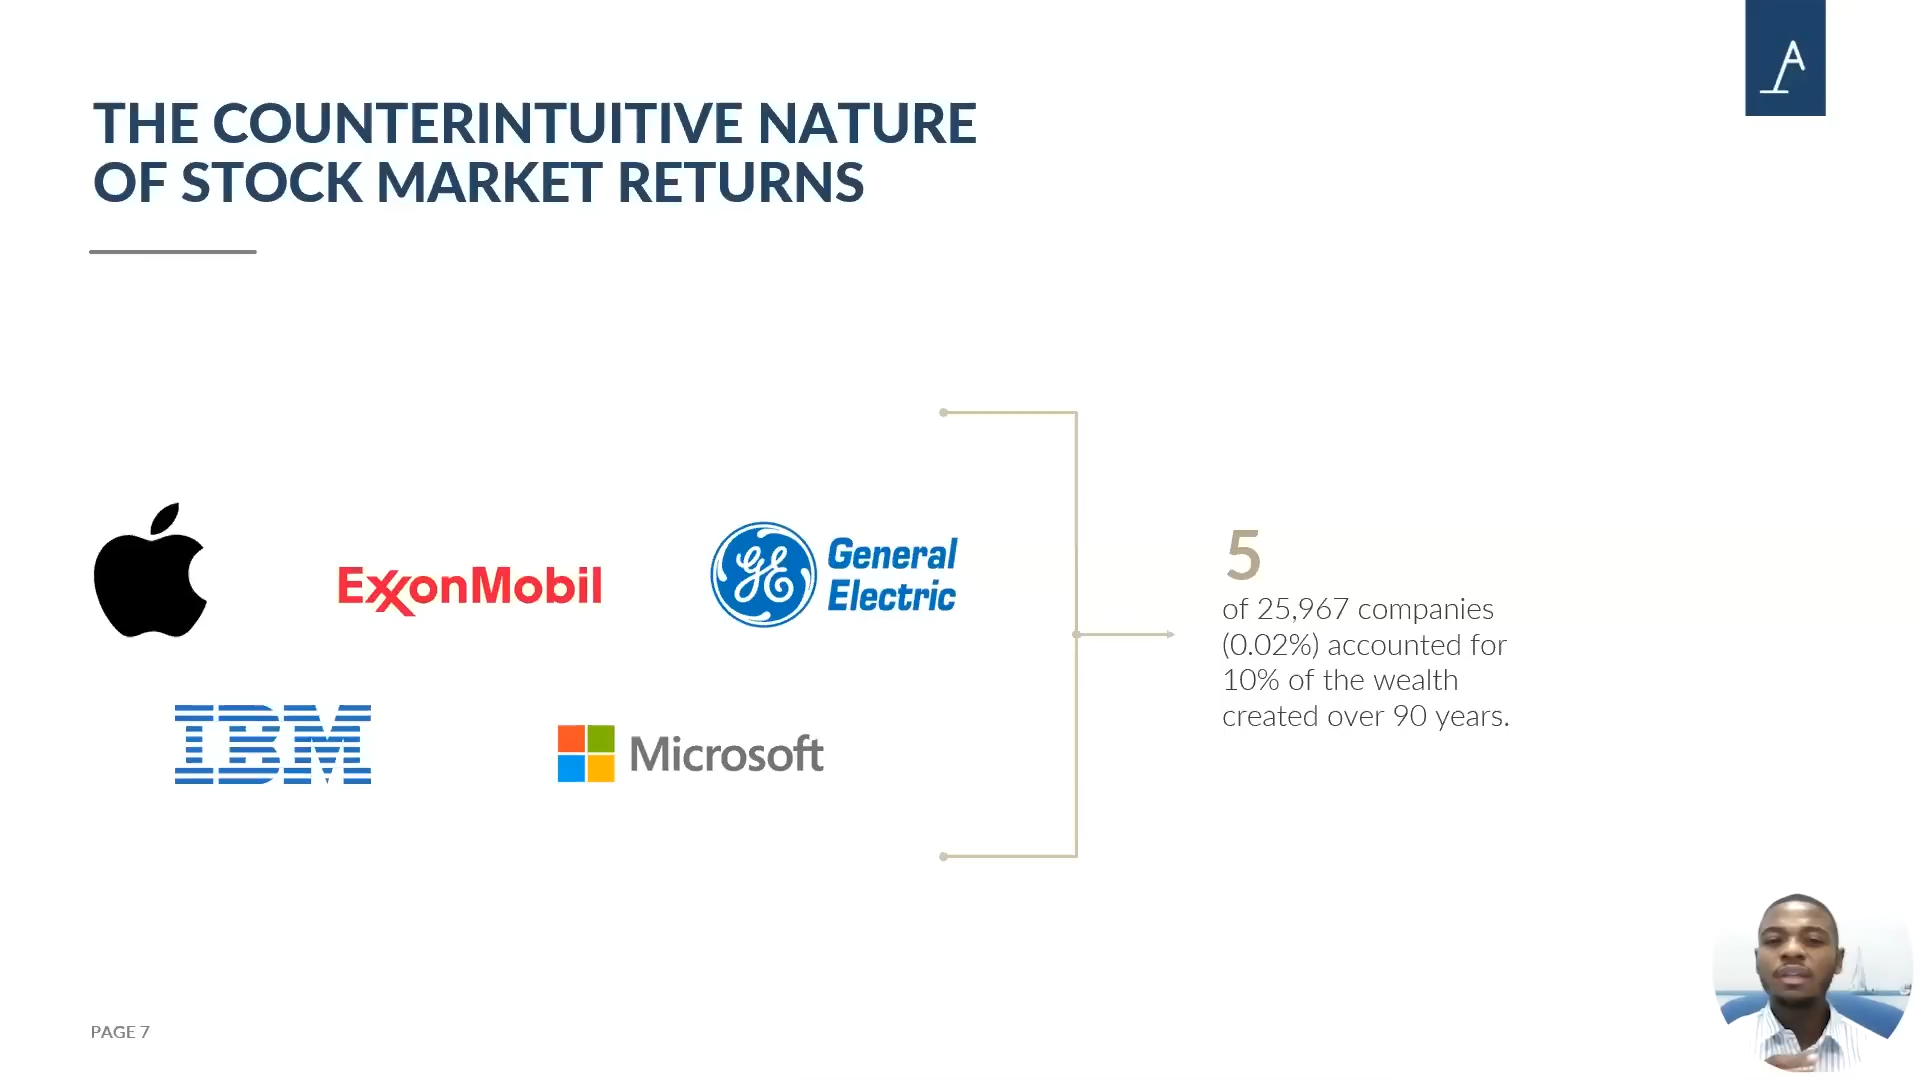 THE COUNTERINTUITIVE NATURE
OF STOCK MARKET RETURNS
ExxonMobil
GE General
Electric
IBM
Microsoft
5
of 25,967 companies
(0.02%) accounted for
10% of the wealth
created over 90 years.
PAGE 7
A